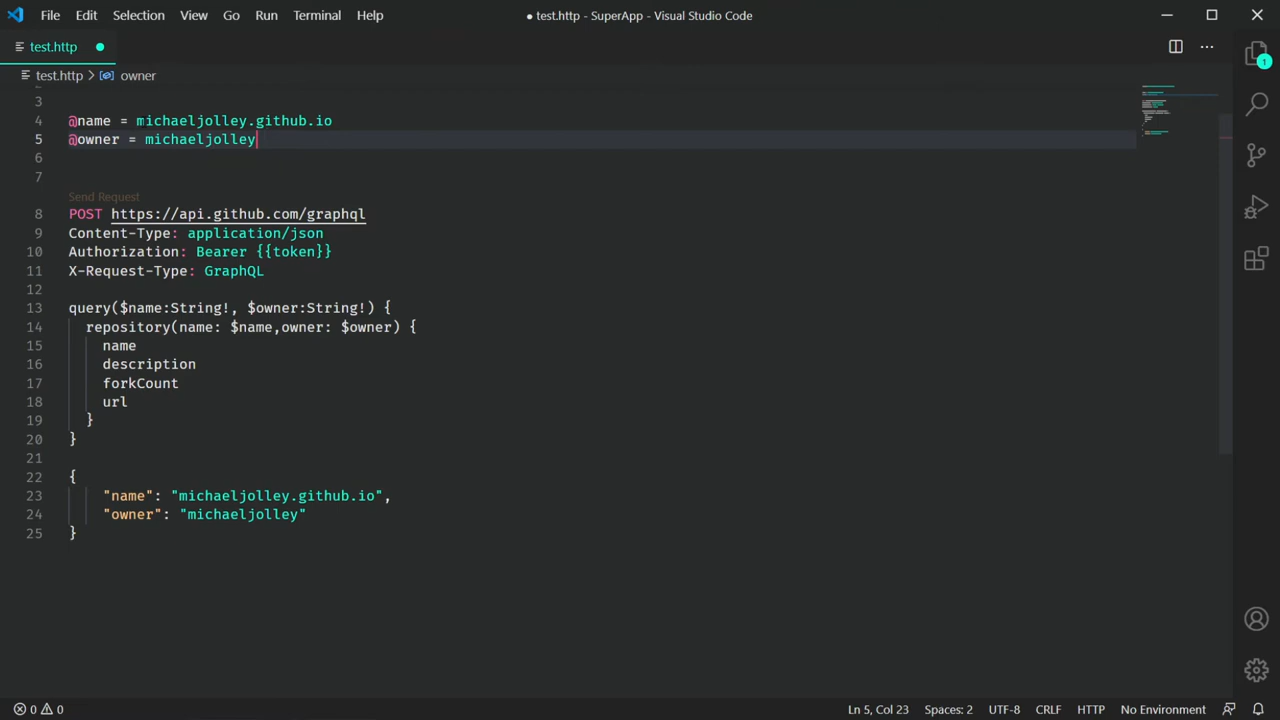 File Edit Selection View Go Run Terminal Help ● test.http - SuperApp - Visual Studio Code
test.http
test.http > owner
1
3
4 @name = michaeljolley.github.io
5 @owner = michaeljolley
6
7
Send Request
8 POST https://api.github.com/graphql
9 Content-Type: application/json
10 Authorization: Bearer {{token}}
11 X-Request-Type: GraphQL
12
13 query($name:String!, $owner:String!) {
14 repository(name: $name,owner: $owner) {
15 name
16 description
17 forkCount
18 url
19 }
20 }
21
22 {
23 "name": "michaeljolley.github.io",
24 "owner": "michaeljolley"
25 }
0 0 Ln 5, Col 23 Spaces: 2 UTF-8 CRLF HTTP No Environment